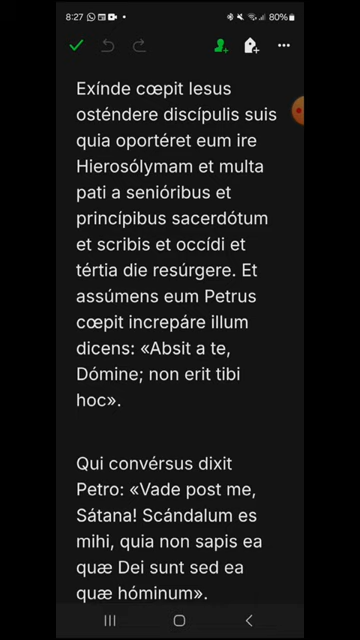 8:27
80%
Exínde cœpit Iesus
osténdere discípulis suis
quia oportéret eum ire
Hierosólymam et multa
pati a senióribus et
princípibus sacerdótum
et scribis et occídi et
tértia die resúrgere. Et
assúmens eum Petrus
cœpit increpáre illum
dicens: «Absit a te,
Dómine; non erit tibi
hoc».
Qui convérsus dixit
Petro: «Vade post me,
Sátana! Scándalum es
mihi, quia non sapis ea
quæ Dei sunt sed ea
quæ hóminum».